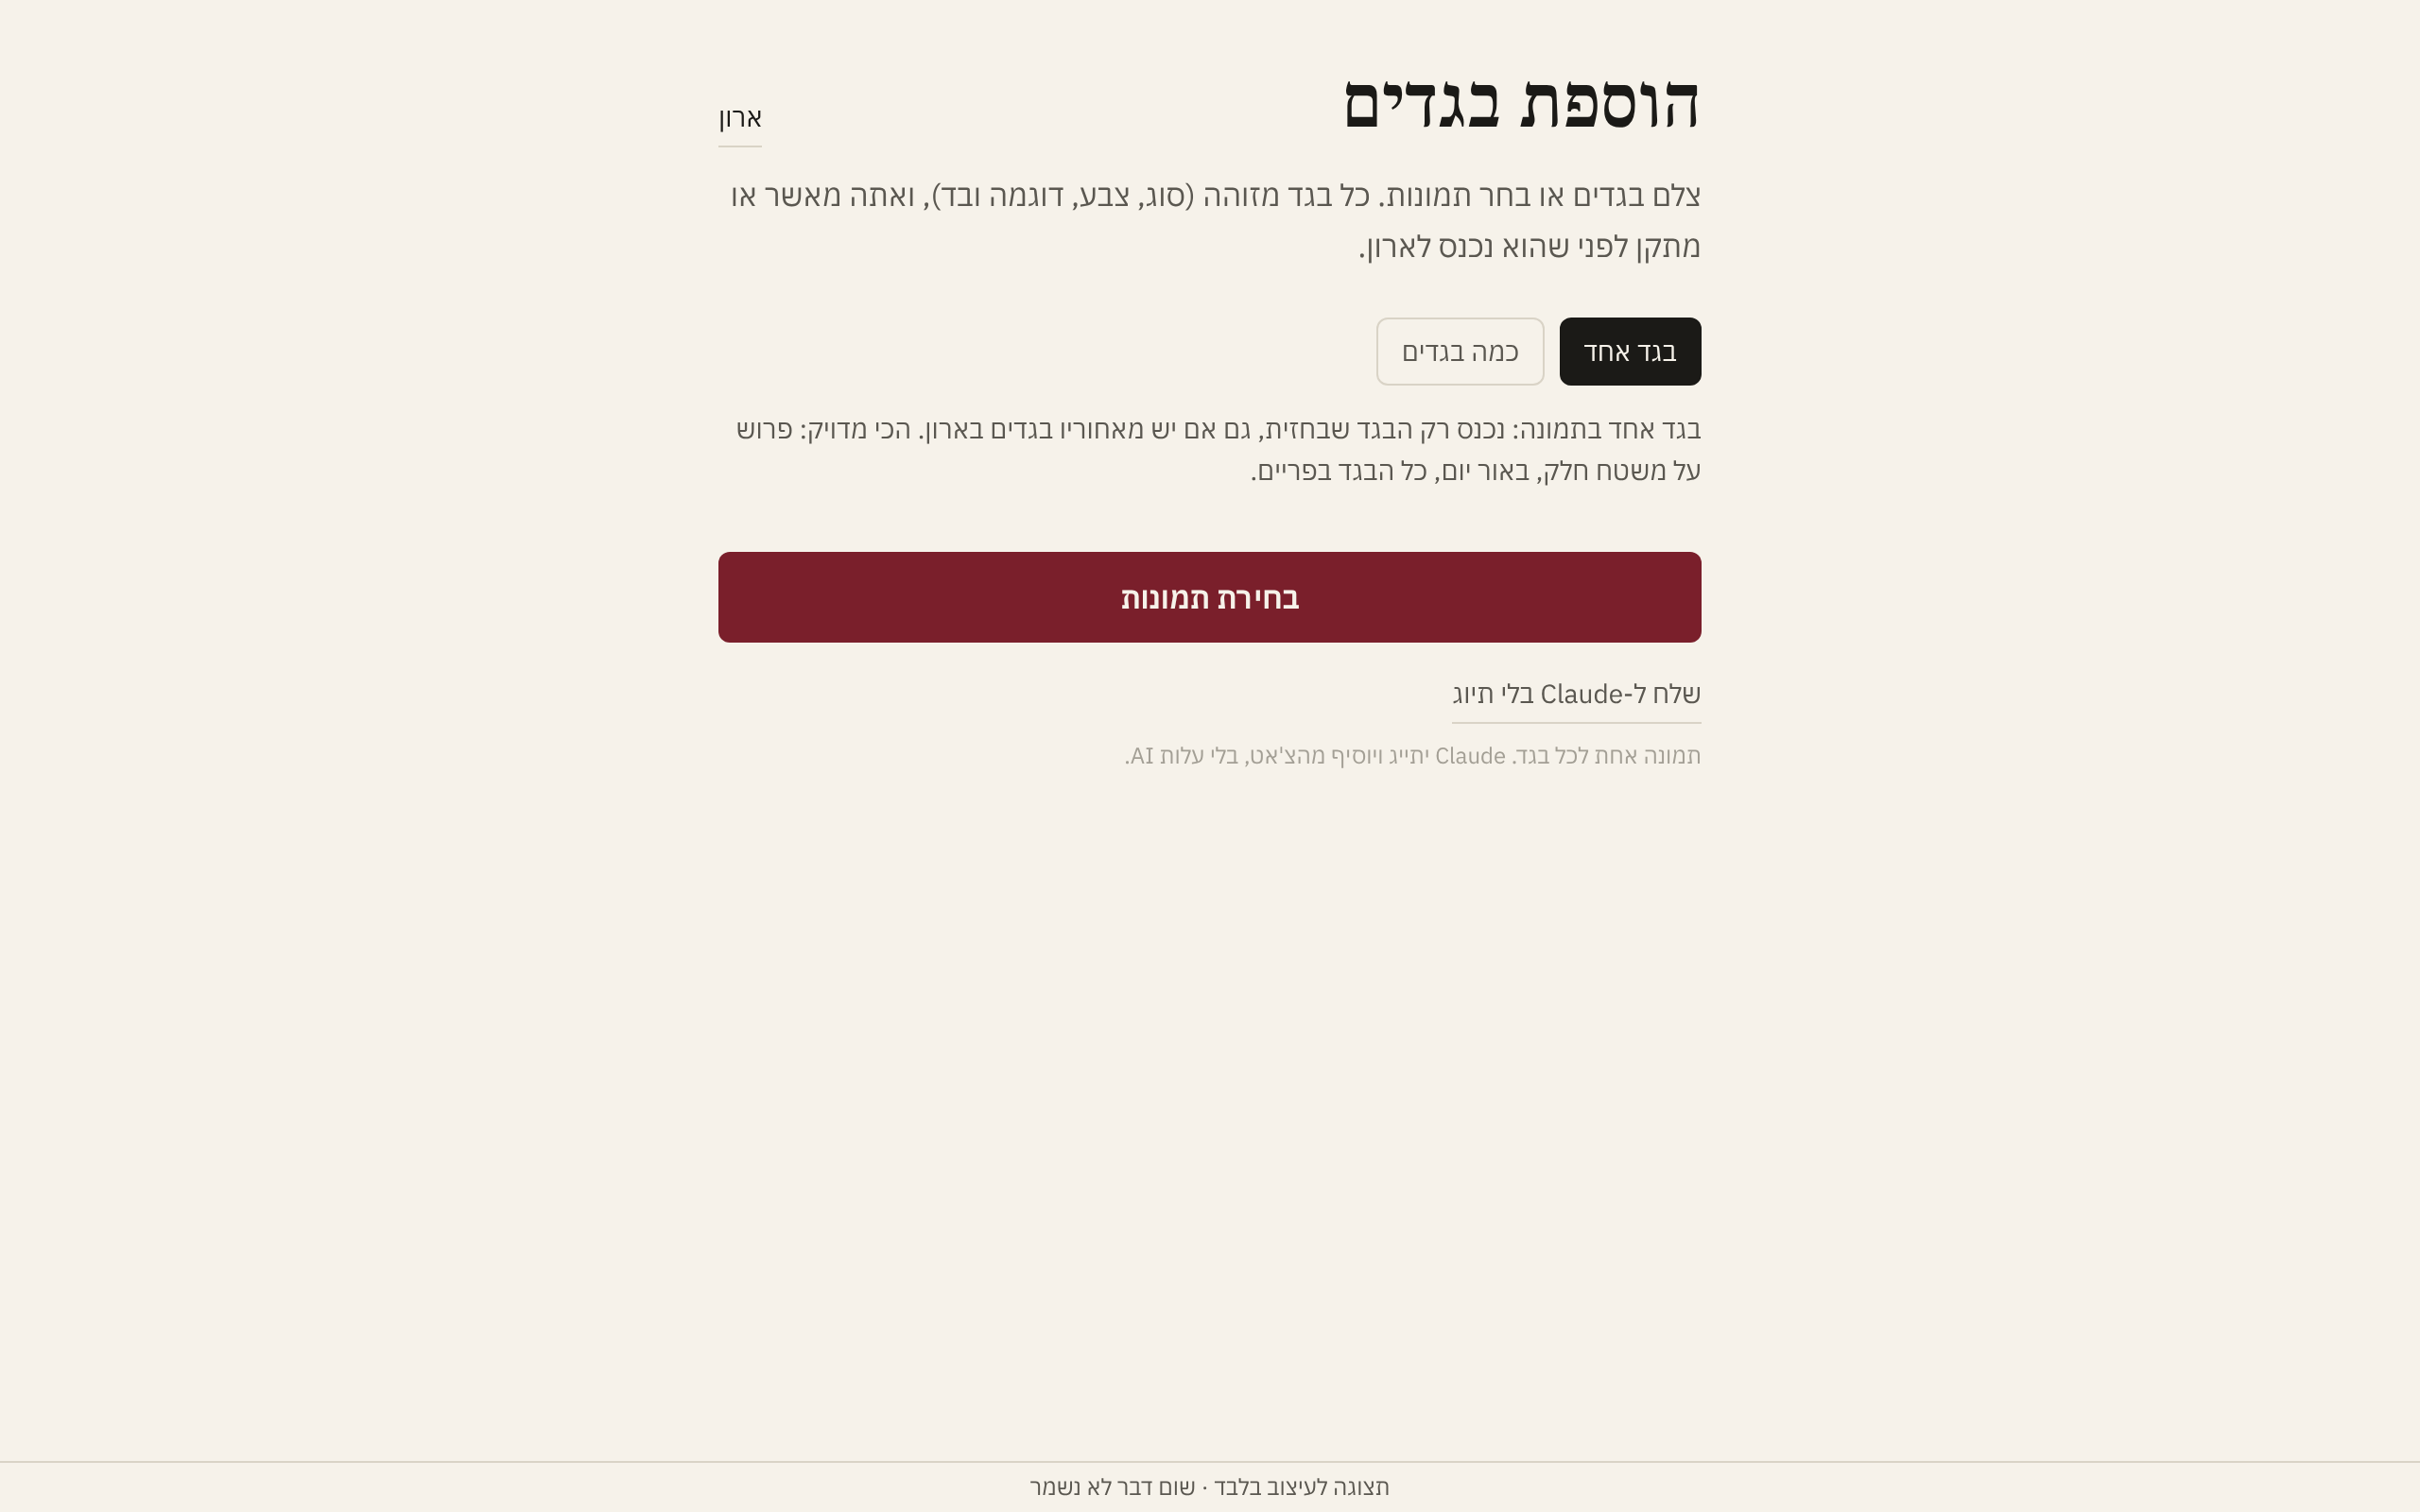 הוספת בגדים
ארון
צלם בגדים או בחר תמונות. כל בגד מזוהה (סוג, צבע, דוגמה ובד), ואתה מאשר או
מתקן לפני שהוא נכנס לארון.
בגד אחד
כמה בגדים
בגד אחד בתמונה: נכנס רק הבגד שבחזית, גם אם יש מאחוריו בגדים בארון. הכי מדויק: פרוש
על משטח חלק, באור יום, כל הבגד בפריים.
בחירת תמונות
שלח ל-Claude בלי תיוג
תמונה אחת לכל בגד. Claude יתייג ויוסיף מהצ'אט, בלי עלות AI.
תצוגה לעיצוב בלבד · שום דבר לא נשמר